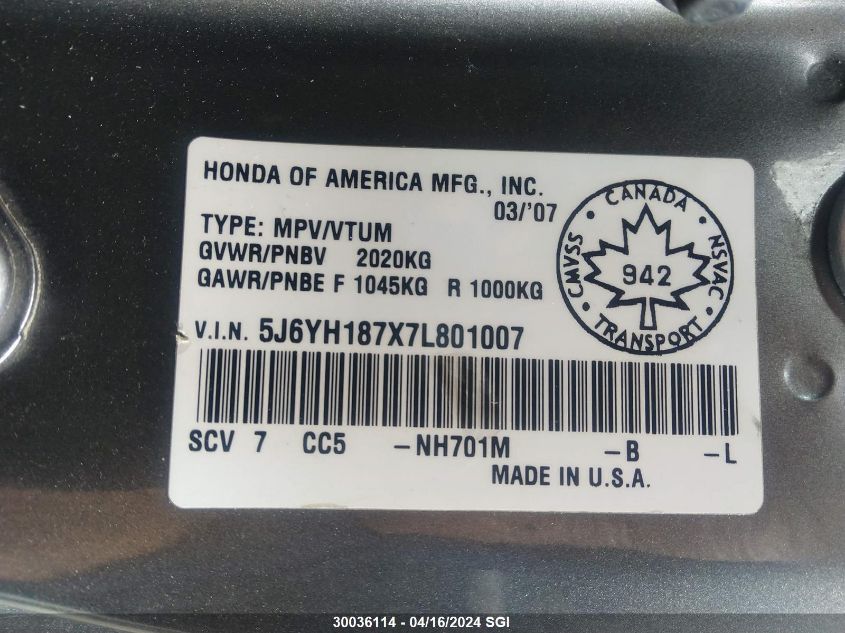 HONDA OF AMERICA MFG., INC.
03/'07
TYPE: MPV/VTUM
GVWR/PNBV 2020KG
GAWR/PNBE F 1045KG R 1000KG
CANADA
CMVSS
NSVAC
942
TRANSPORT
V.I.N. 5J6YH187X7L801007
SCV 7 CC5 -NH701M -B -L
MADE IN U.S.A.
30036114 - 04/16/2024 SGI